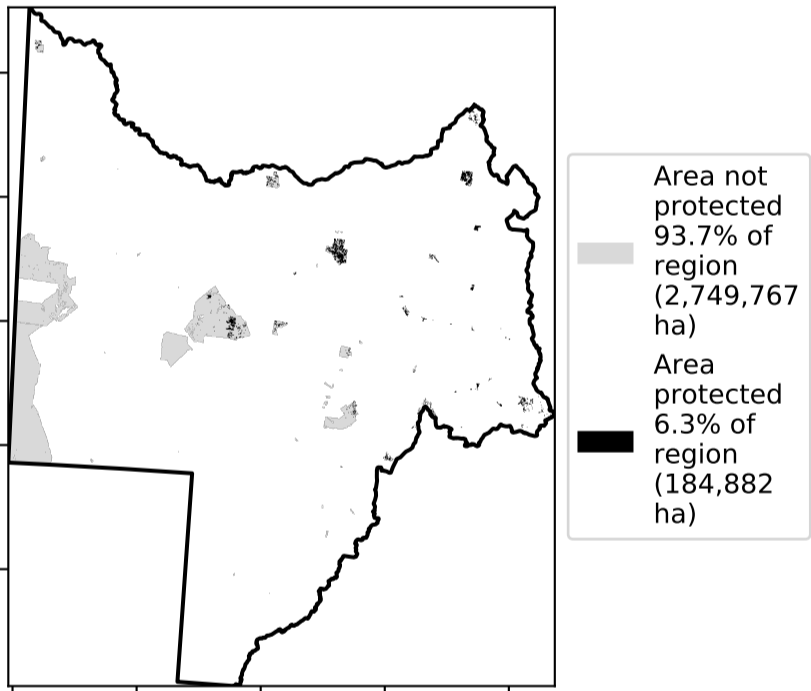 Area not
protected
93.7% of
region
(2,749,767
ha)
Area
protected
6.3% of
region
(184,882
ha)